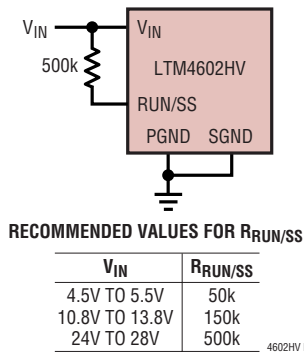 VIN
VIN
500k
LTM4602HV
RUN/SS
PGND SGND
RECOMMENDED VALUES FOR RRUN/SS
VIN RRUN/SS
4.5V TO 5.5V 50k
10.8V TO 13.8V 150k
24V TO 28V 500k
4602HV